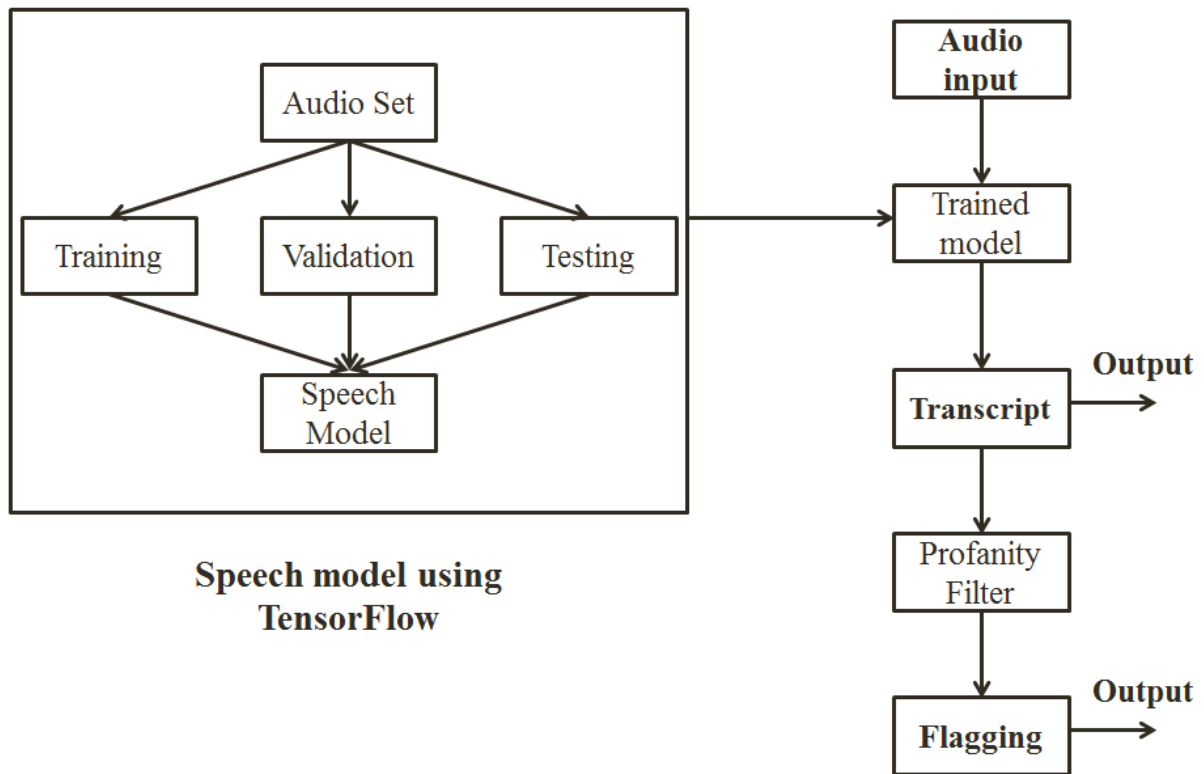 Audio Set
Training
Validation
Testing
Speech
Model
Speech model using
TensorFlow
Audio
input
Trained
model
Transcript
Output
Profanity
Filter
Flagging
Output